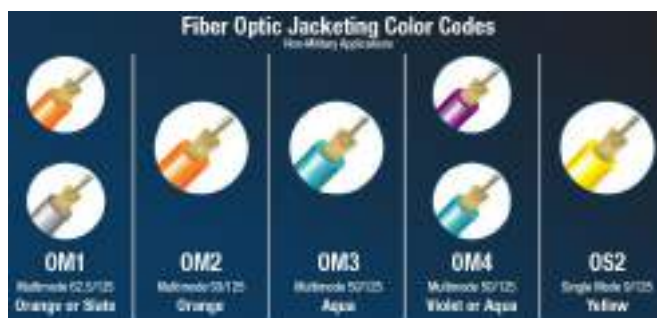 Fiber Optic Jacketing Color Codes
Non-Military Applications
OM1
Multimode 62.5/125
Orange or Slate
OM2
Multimode 50/125
Orange
OM3
Multimode 50/125
Aqua
OM4
Multimode 50/125
Violet or Aqua
OS2
Single Mode 9/125
Yellow